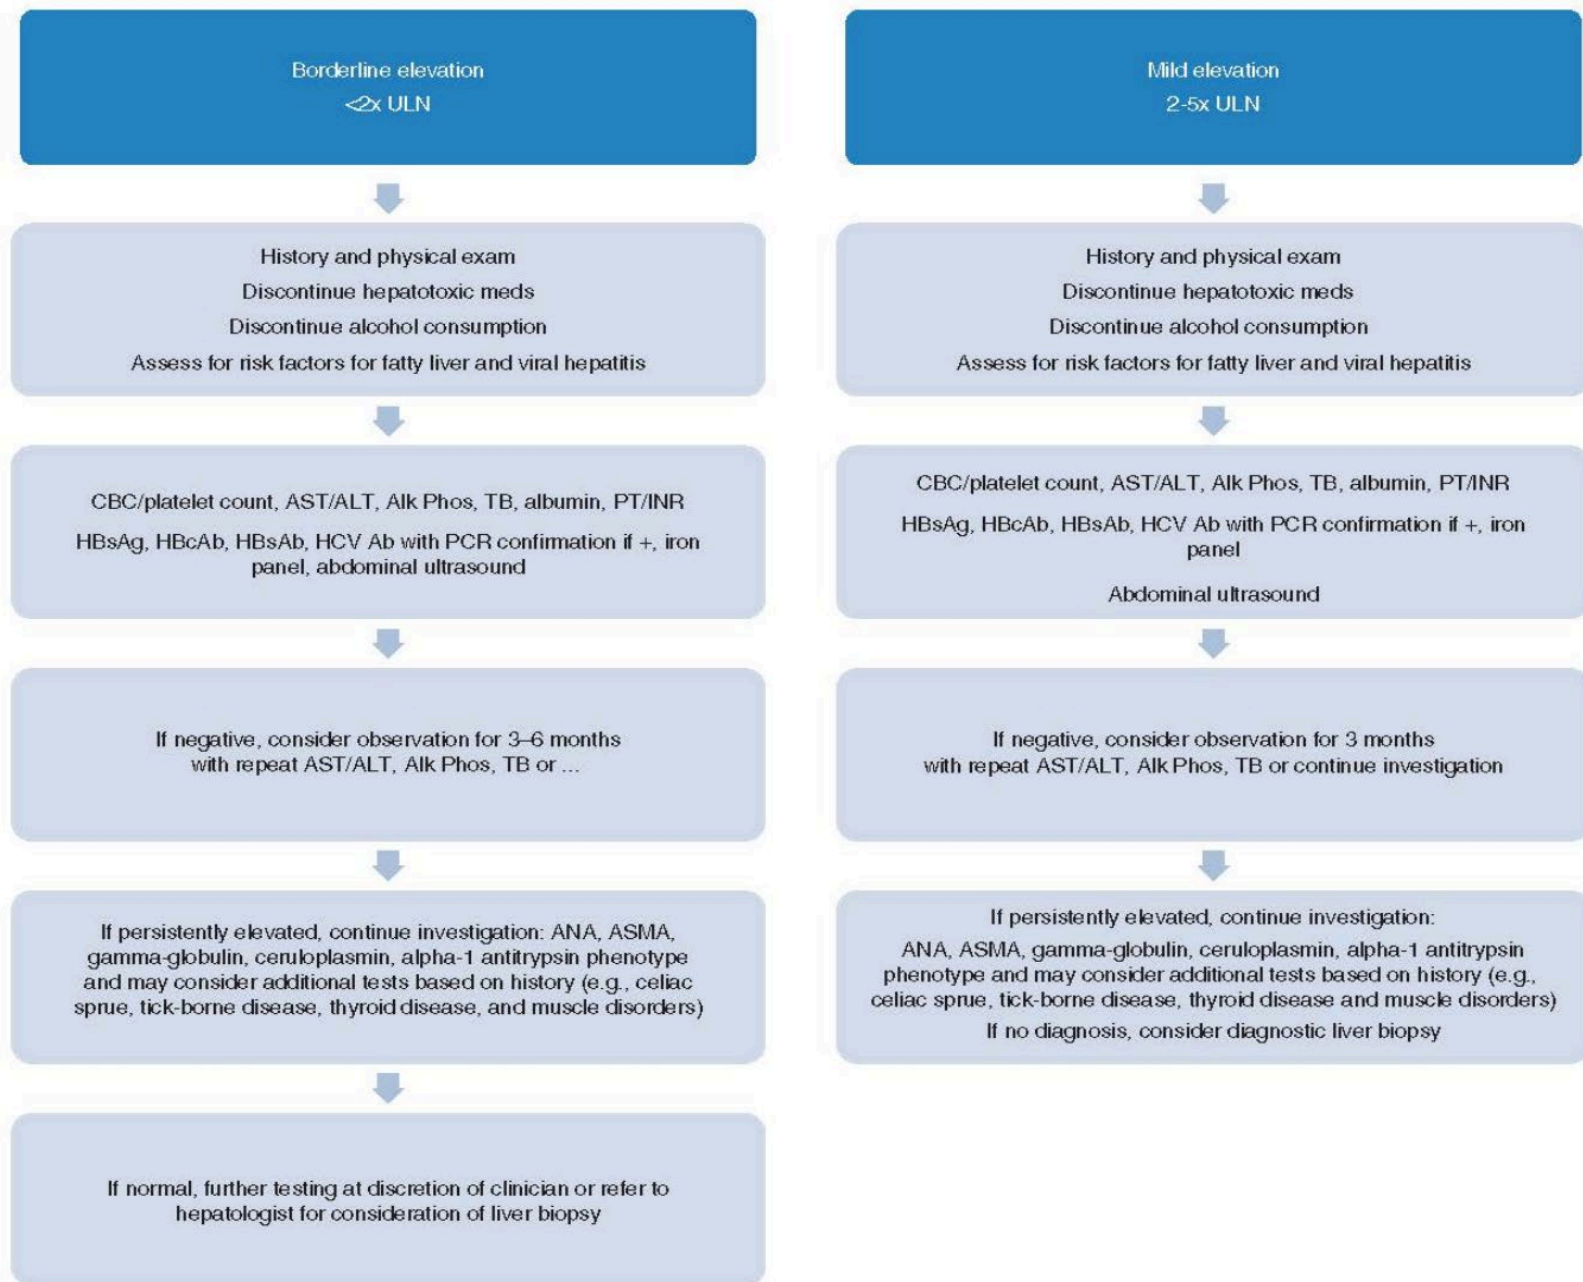 Borderline elevation
<2x ULN
History and physical exam
Discontinue hepatotoxic meds
Discontinue alcohol consumption
Assess for risk factors for fatty liver and viral hepatitis
CBC/platelet count, AST/ALT, Alk Phos, TB, albumin, PT/INR
HBsAg, HBcAb, HBsAb, HCV Ab with PCR confirmation if +, iron
panel, abdominal ultrasound
If negative, consider observation for 3–6 months
with repeat AST/ALT, Alk Phos, TB or ...
If persistently elevated, continue investigation: ANA, ASMA,
gamma-globulin, ceruloplasmin, alpha-1 antitrypsin phenotype
and may consider additional tests based on history (e.g., celiac
sprue, tick-borne disease, thyroid disease, and muscle disorders)
If normal, further testing at discretion of clinician or refer to
hepatologist for consideration of liver biopsy
Mild elevation
2-5x ULN
History and physical exam
Discontinue hepatotoxic meds
Discontinue alcohol consumption
Assess for risk factors for fatty liver and viral hepatitis
CBC/platelet count, AST/ALT, Alk Phos, TB, albumin, PT/INR
HBsAg, HBcAb, HBsAb, HCV Ab with PCR confirmation if +, iron
panel
Abdominal ultrasound
If negative, consider observation for 3 months
with repeat AST/ALT, Alk Phos, TB or continue investigation
If persistently elevated, continue investigation:
ANA, ASMA, gamma-globulin, ceruloplasmin, alpha-1 antitrypsin
phenotype and may consider additional tests based on history (e.g.,
celiac sprue, tick-borne disease, thyroid disease and muscle disorders)
If no diagnosis, consider diagnostic liver biopsy